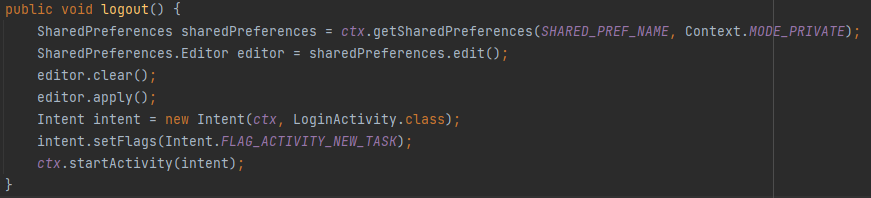 public void logout() {
    SharedPreferences sharedPreferences = ctx.getSharedPreferences(SHARED_PREF_NAME, Context.MODE_PRIVATE);
    SharedPreferences.Editor editor = sharedPreferences.edit();
    editor.clear();
    editor.apply();
    Intent intent = new Intent(ctx, LoginActivity.class);
    intent.setFlags(Intent.FLAG_ACTIVITY_NEW_TASK);
    ctx.startActivity(intent);
}